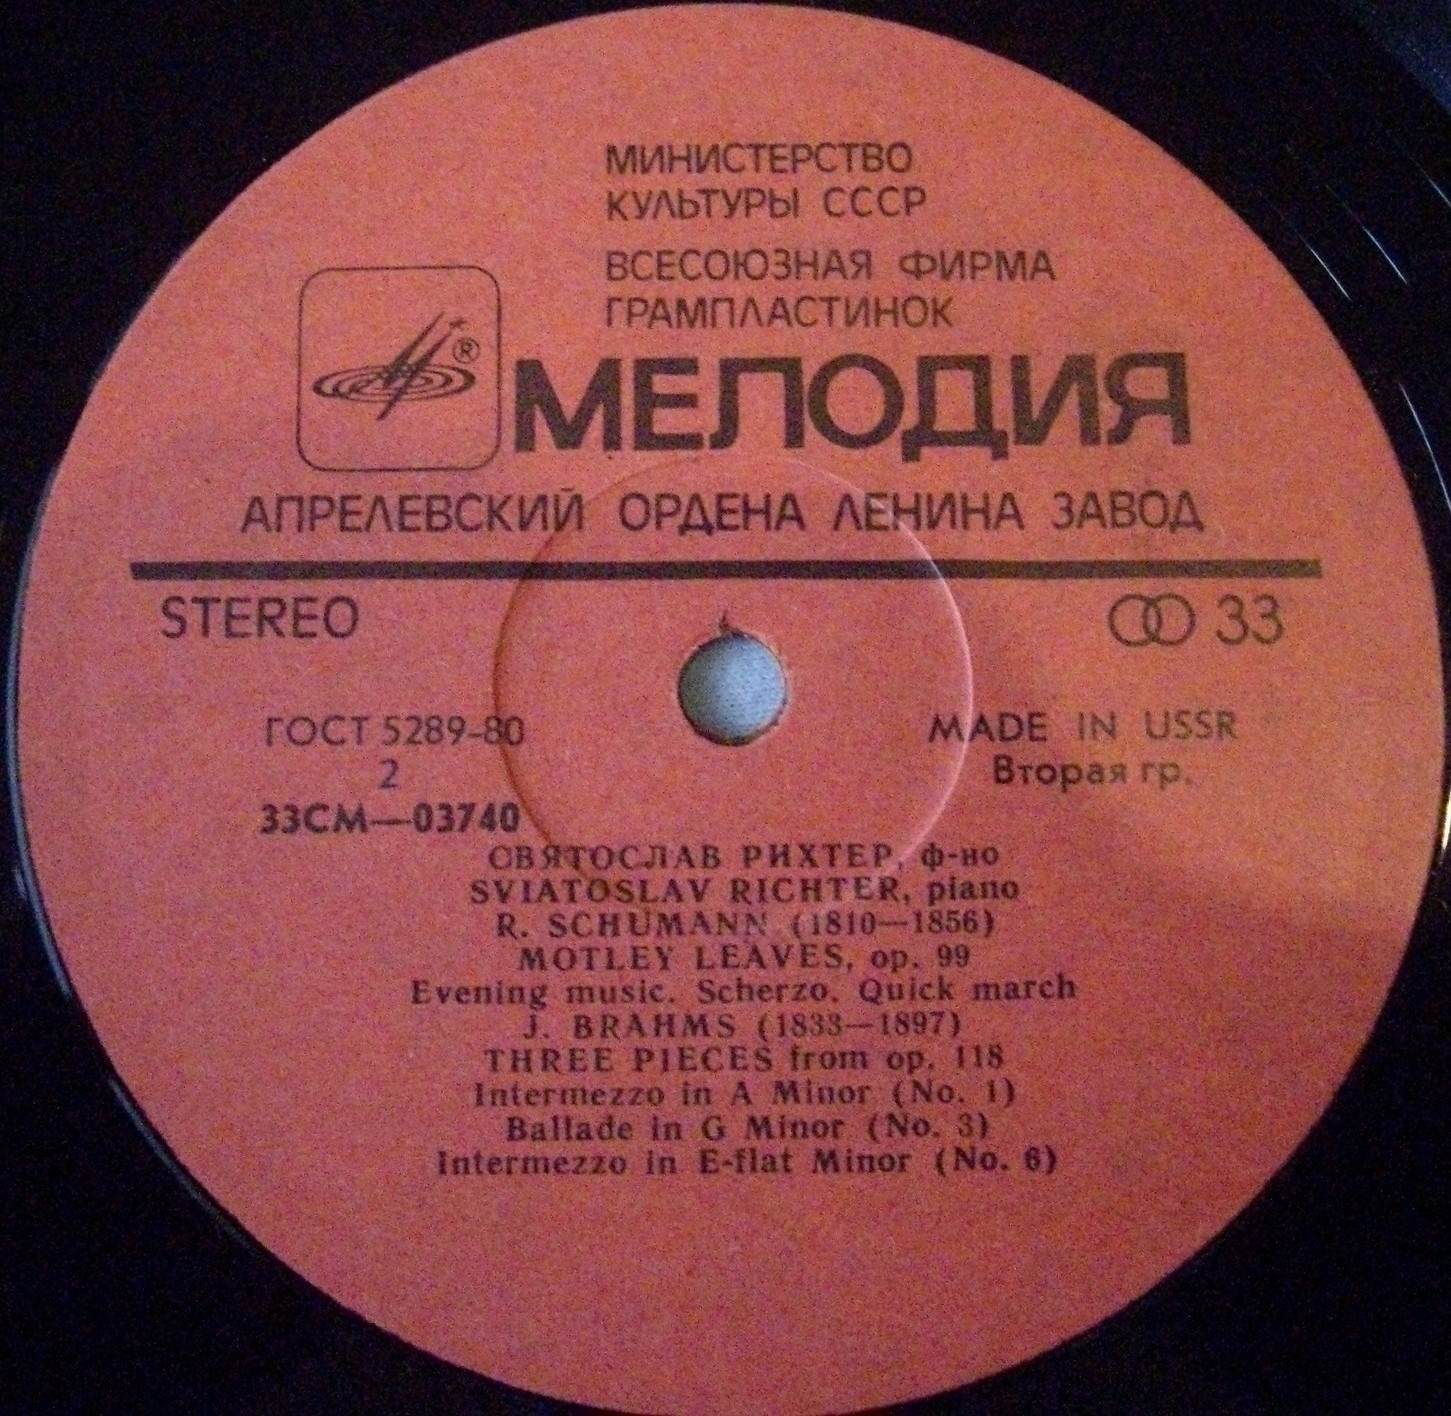 МИНИСТЕРСТВО
КУЛЬТУРЫ СССР
ВСЕСОЮЗНАЯ ФИРМА
ГРАМПЛАСТИНОК
®
МЕЛОДИЯ
АПРЕЛЕВСКИЙ ОРДЕНА ЛЕНИНА ЗАВОД
STEREO
33
ГОСТ 5289-80
MADE IN USSR
2
Вторая гр.
33СМ—03740
СВЯТОСЛАВ РИХТЕР, ф-но
SVIATOSLAV RICHTER, piano
R. SCHUMANN (1810—1856)
MOTLEY LEAVES, op. 99
Evening music. Scherzo. Quick march
J. BRAHMS (1833—1897)
THREE PIECES from op. 118
Intermezzo in A Minor (No. 1)
Ballade in G Minor (No. 3)
Intermezzo in E-flat Minor (No. 6)